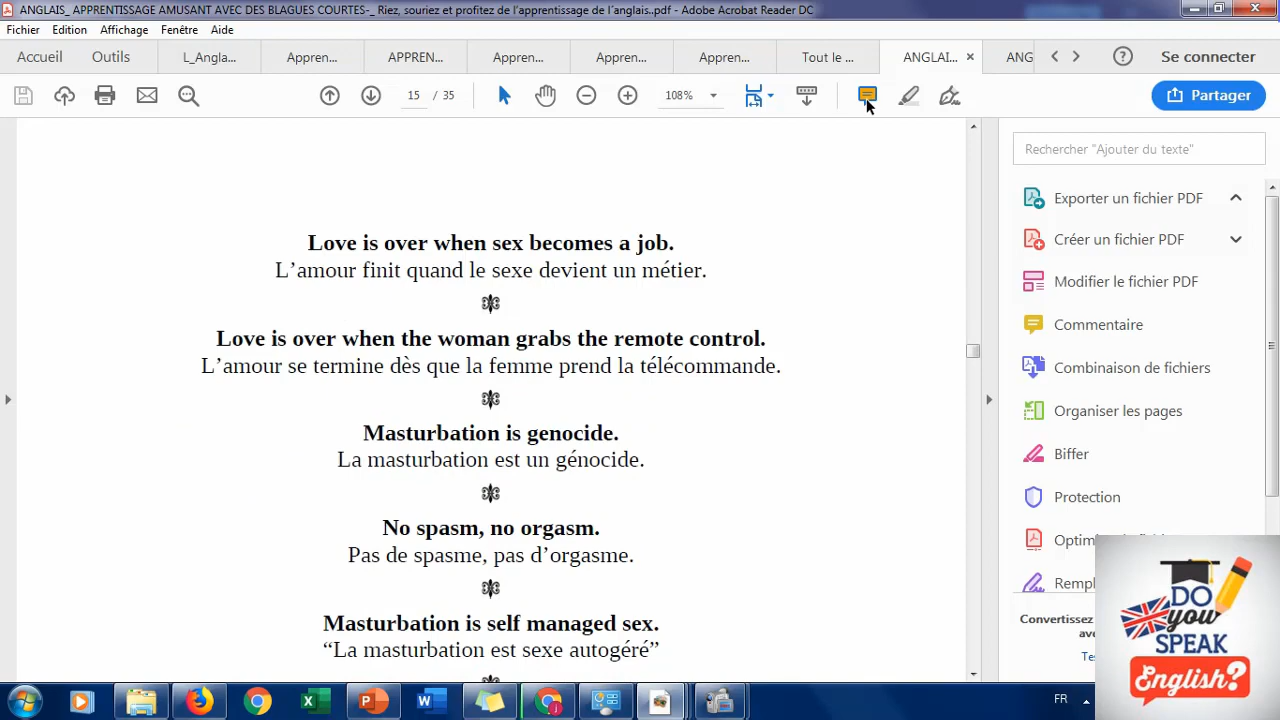 ANGLAIS_ APPRENTISSAGE AMUSANT AVEC DES BLAGUES COURTES-_ Riez, souriez et profitez de l'apprentissage de l´anglais..pdf - Adobe Acrobat Reader DC
Fichier Edition Affichage Fenêtre Aide
Accueil Outils L_Angla... Appren... APPREN... Appren... Appren... Appren... Tout le ... ANGLAI... × ANG Se connecter
15 / 35 108% Partager
Rechercher "Ajouton du texte"
Exporter un fichier PDF
Créer un fichier PDF
Modifier le fichier PDF
Commentaire
Combinaison de fichiers
Organiser les pages
Biffer
Protection
Optim
Rempl
Convertissez
ave
Tes
Love is over when sex becomes a job.
L’amour finit quand le sexe devient un métier.
Love is over when the woman grabs the remote control.
L’amour se termine dès que la femme prend la télécommande.
Masturbation is genocide.
La masturbation est un génocide.
No spasm, no orgasm.
Pas de spasme, pas d’orgasme.
Masturbation is self managed sex.
“La masturbation est sexe autogéré”
DO
you
SPEAK
English?
FR